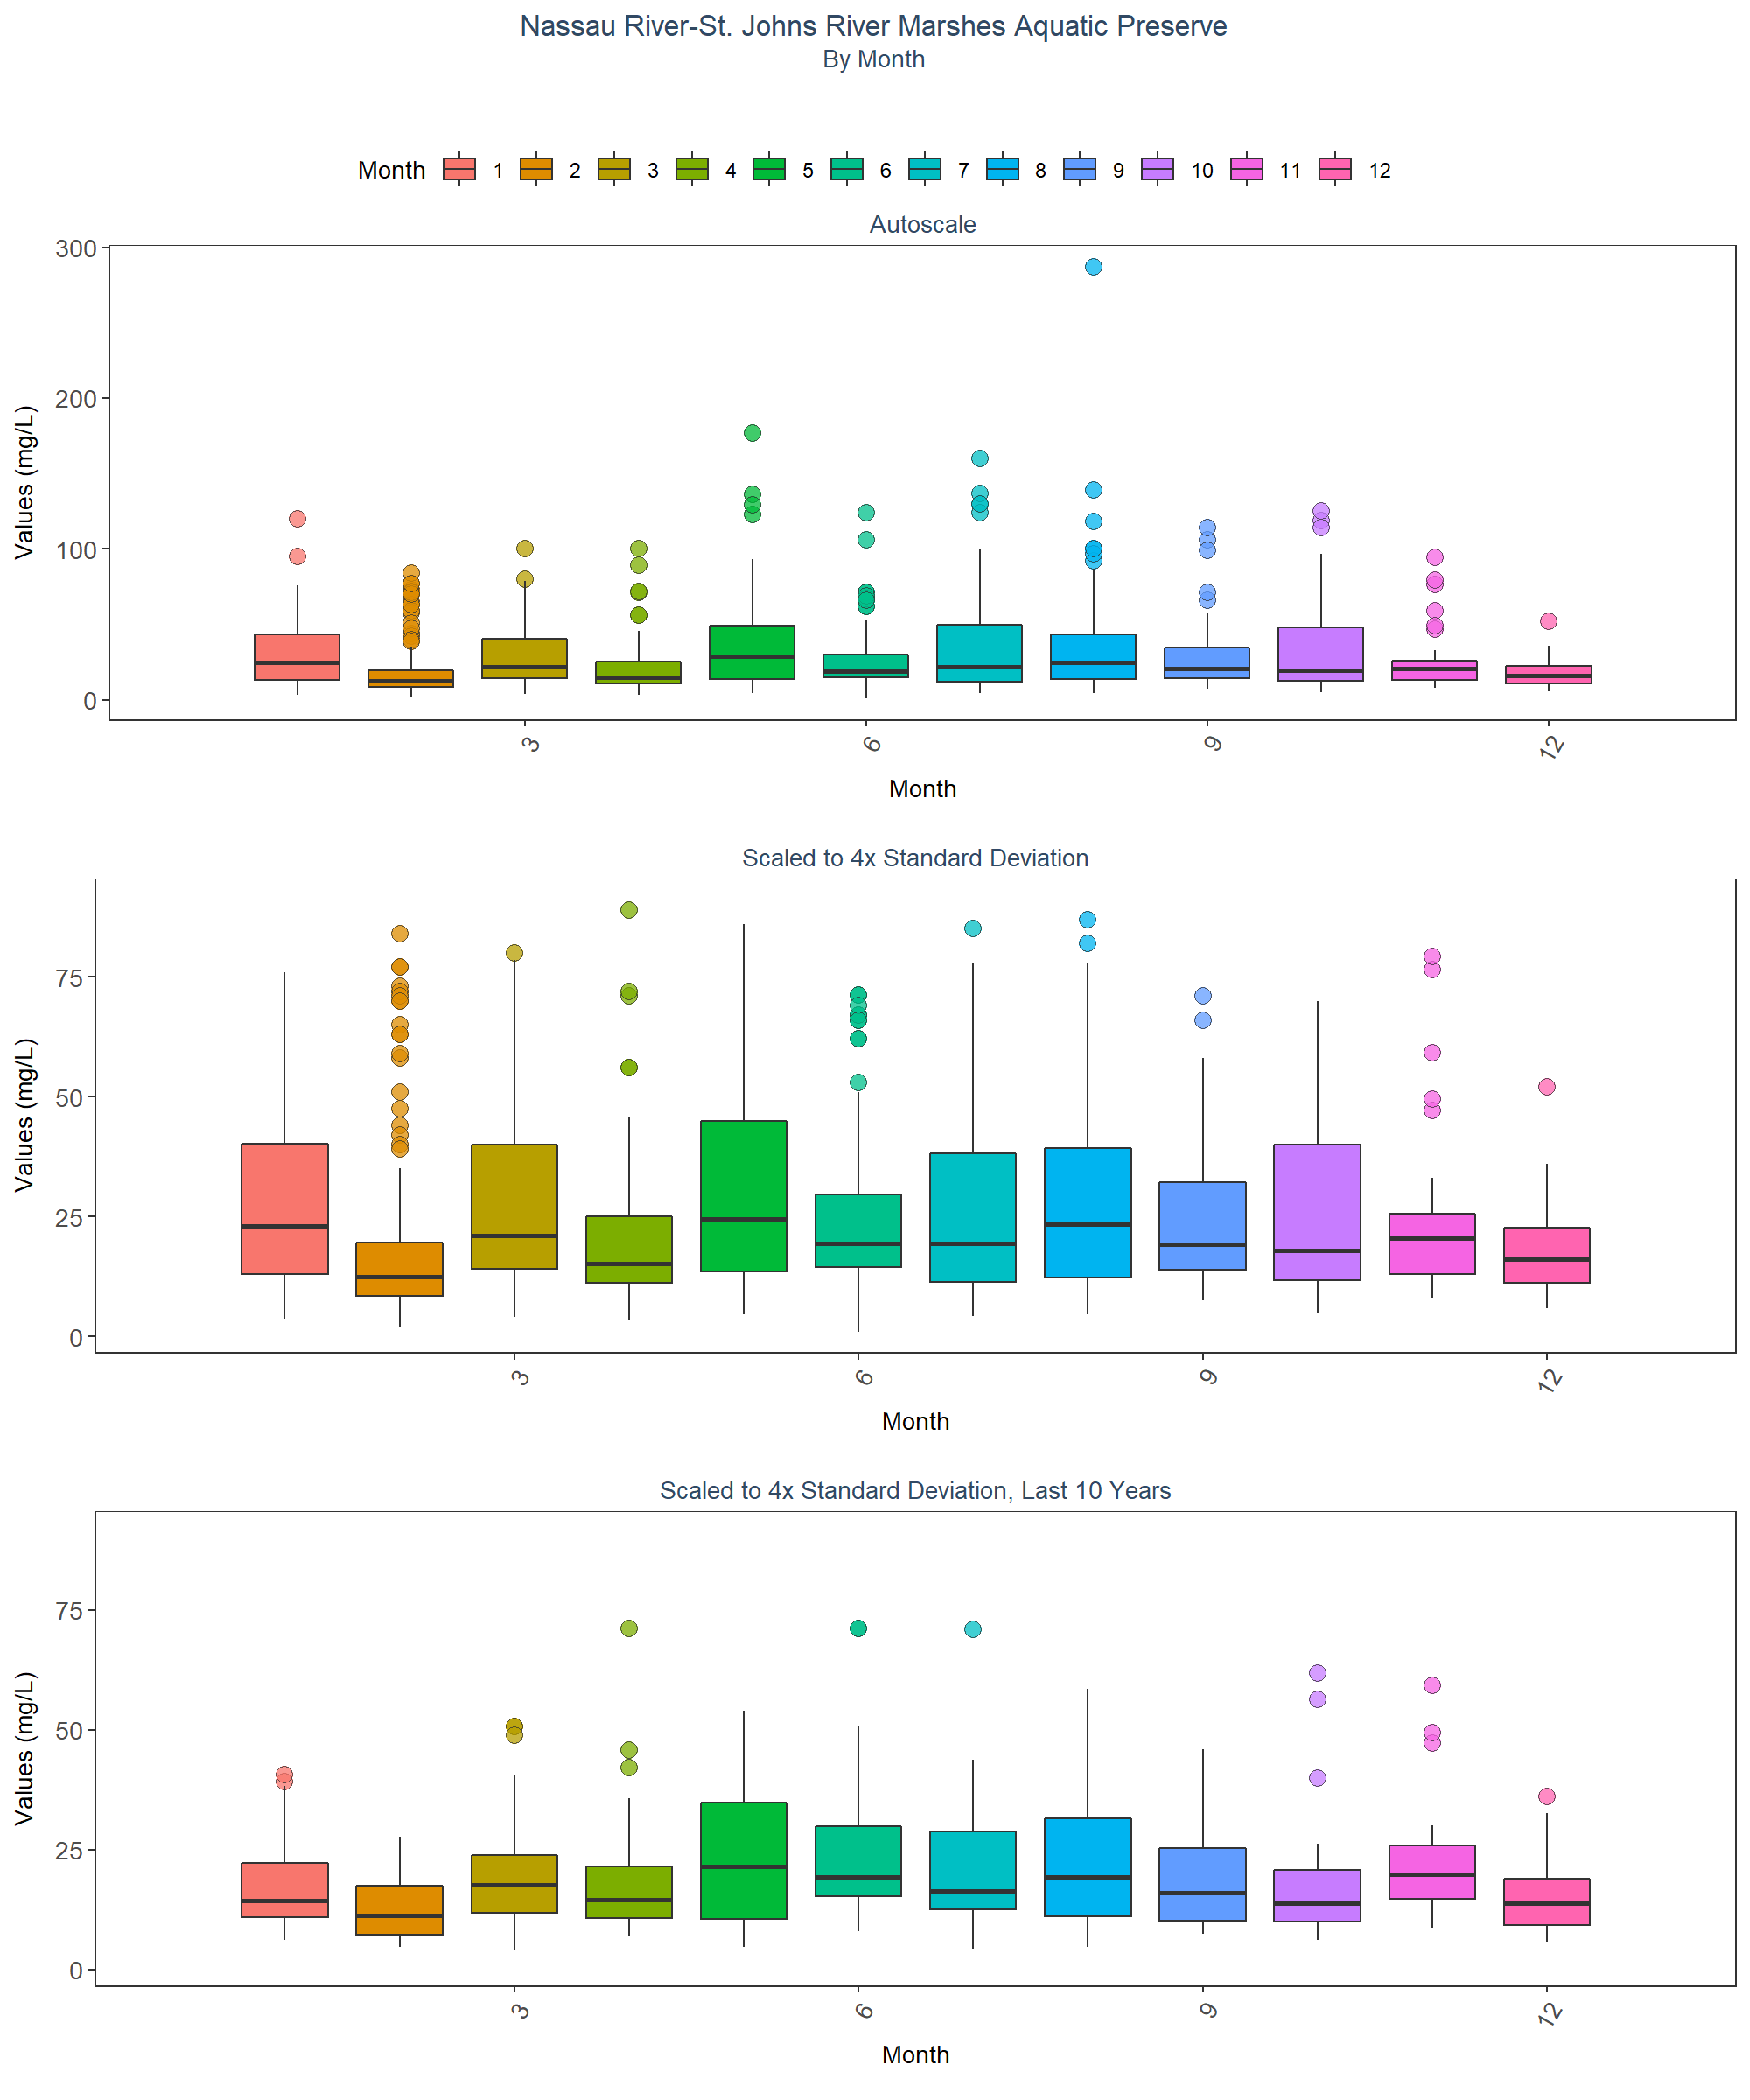 Nassau River-St. Johns River Marshes Aquatic Preserve
By Month
Month 1 2 3 4 5 6 7 8 9 10 11 12
Autoscale
Values (mg/L)
300
200
100
0
3 6 9 12
Month
Scaled to 4x Standard Deviation
Values (mg/L)
75
50
25
0
3 6 9 12
Month
Scaled to 4x Standard Deviation, Last 10 Years
Values (mg/L)
75
50
25
0
3 6 9 12
Month